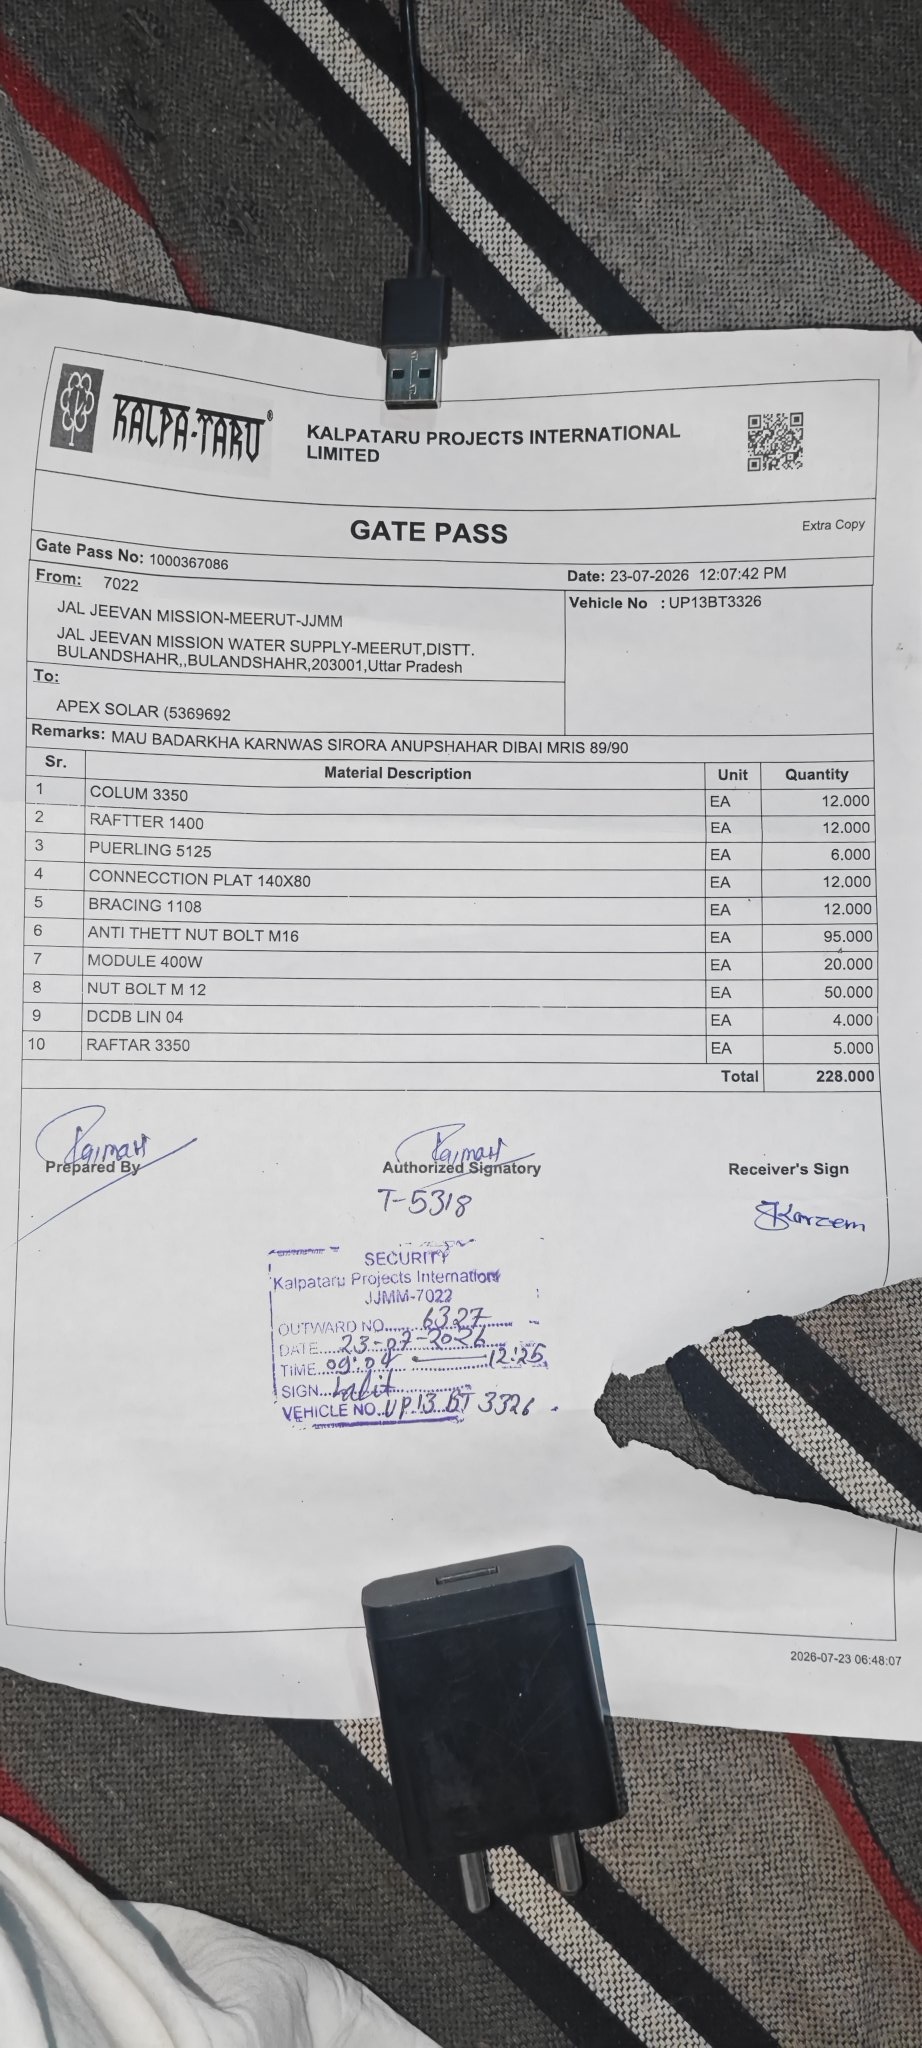 KALPA-TARU®
KALPATARU PROJECTS INTERNATIONAL
LIMITED
GATE PASS
Extra Copy
Gate Pass No: 1000367086
Date: 23-07-2026 12:07:42 PM
From: 7022
Vehicle No : UP13BT3326
JAL JEEVAN MISSION-MEERUT-JJMM
JAL JEEVAN MISSION WATER SUPPLY-MEERUT,DISTT.
BULANDSHAHR,,BULANDSHAHR,203001,Uttar Pradesh
To:
APEX SOLAR (5369692
Remarks: MAU BADARKHA KARNWAS SIRORA ANUPSHAHAR DIBAI MRIS 89/90
Sr. Material Description Unit Quantity
1 COLUM 3350 EA 12.000
2 RAFTTER 1400 EA 12.000
3 PUERLING 5125 EA 6.000
4 CONNECCTION PLAT 140X80 EA 12.000
5 BRACING 1108 EA 12.000
6 ANTI THETT NUT BOLT M16 EA 95.000
7 MODULE 400W EA 20.000
8 NUT BOLT M 12 EA 50.000
9 DCDB LIN 04 EA 4.000
10 RAFTAR 3350 EA 5.000
Total 228.000
Prepared By Authorized Signatory Receiver's Sign
T-5318
SECURITY
Kalpataru Projects International
JJMM-7022
OUTWARD NO. 6327
DATE 23-07-2026
TIME 09:04 12:25
SIGN Lalit
VEHICLE NO. UP.13 BT 3326
2026-07-23 06:48:07